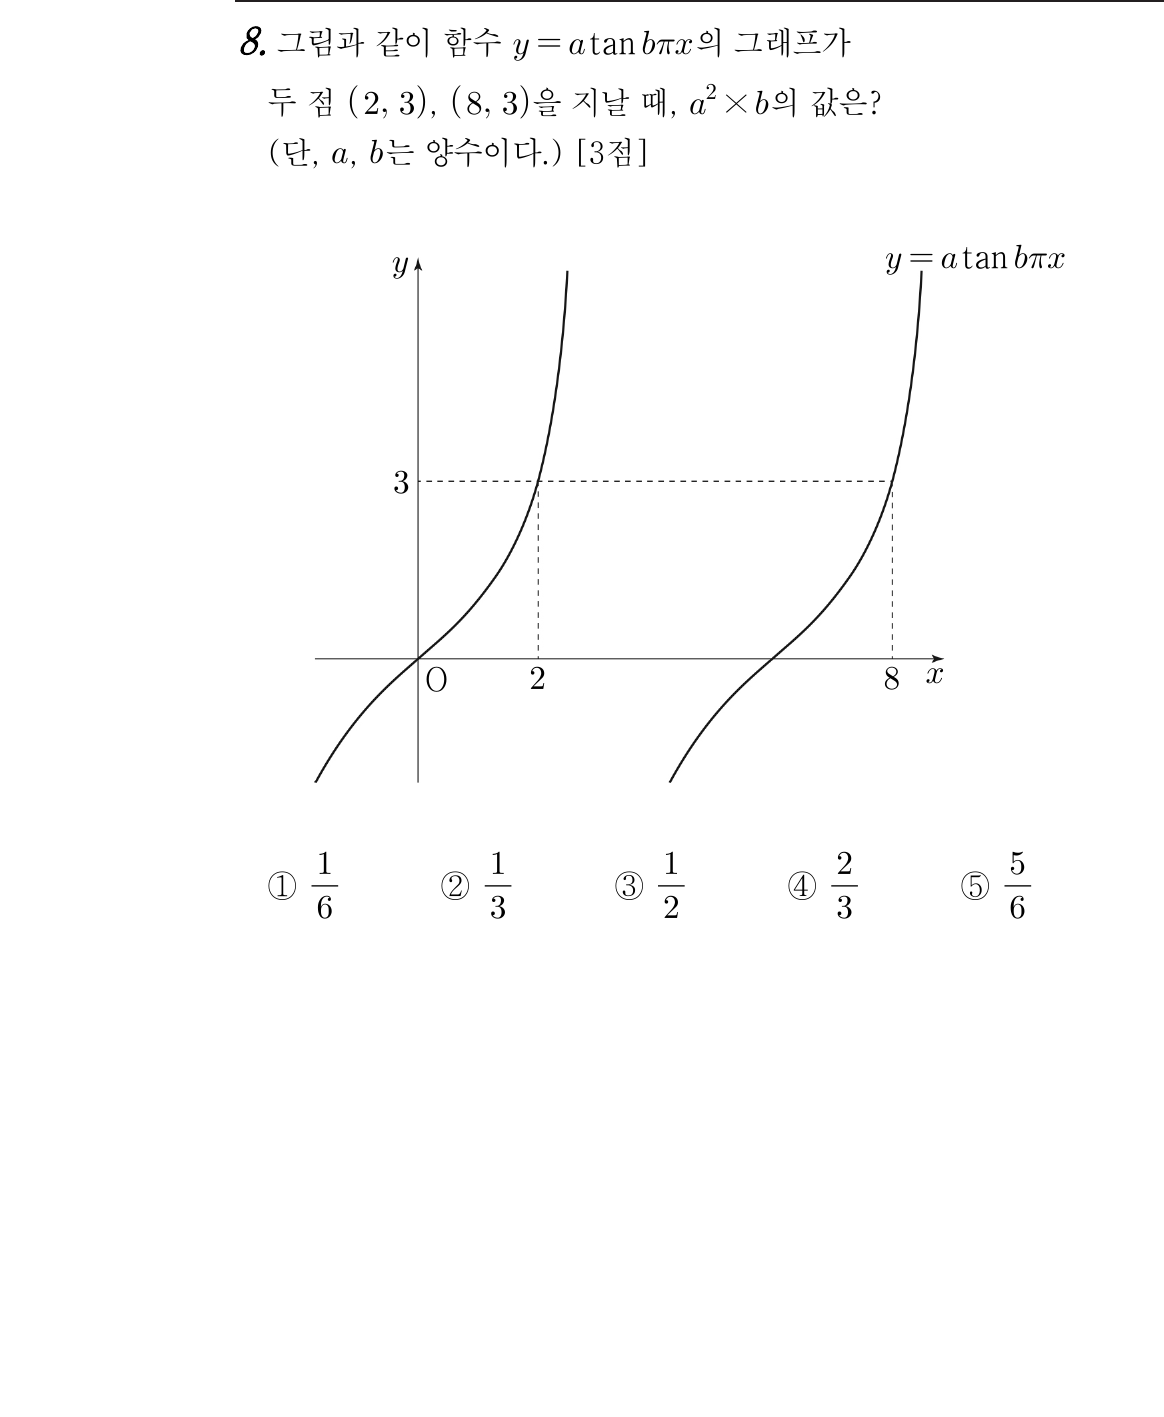 8. 그림과 같이 함수 y = a tan bπx의 그래프가
두 점 (2, 3), (8, 3)을 지날 때, a² × b의 값은?
(단, a, b는 양수이다.) [3점]
y
y = a tan bπx
3
O 2 8 x
① 1/6 ② 1/3 ③ 1/2 ④ 2/3 ⑤ 5/6